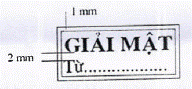 1 mm
GIẢI MẬT
2 mm
Từ...................